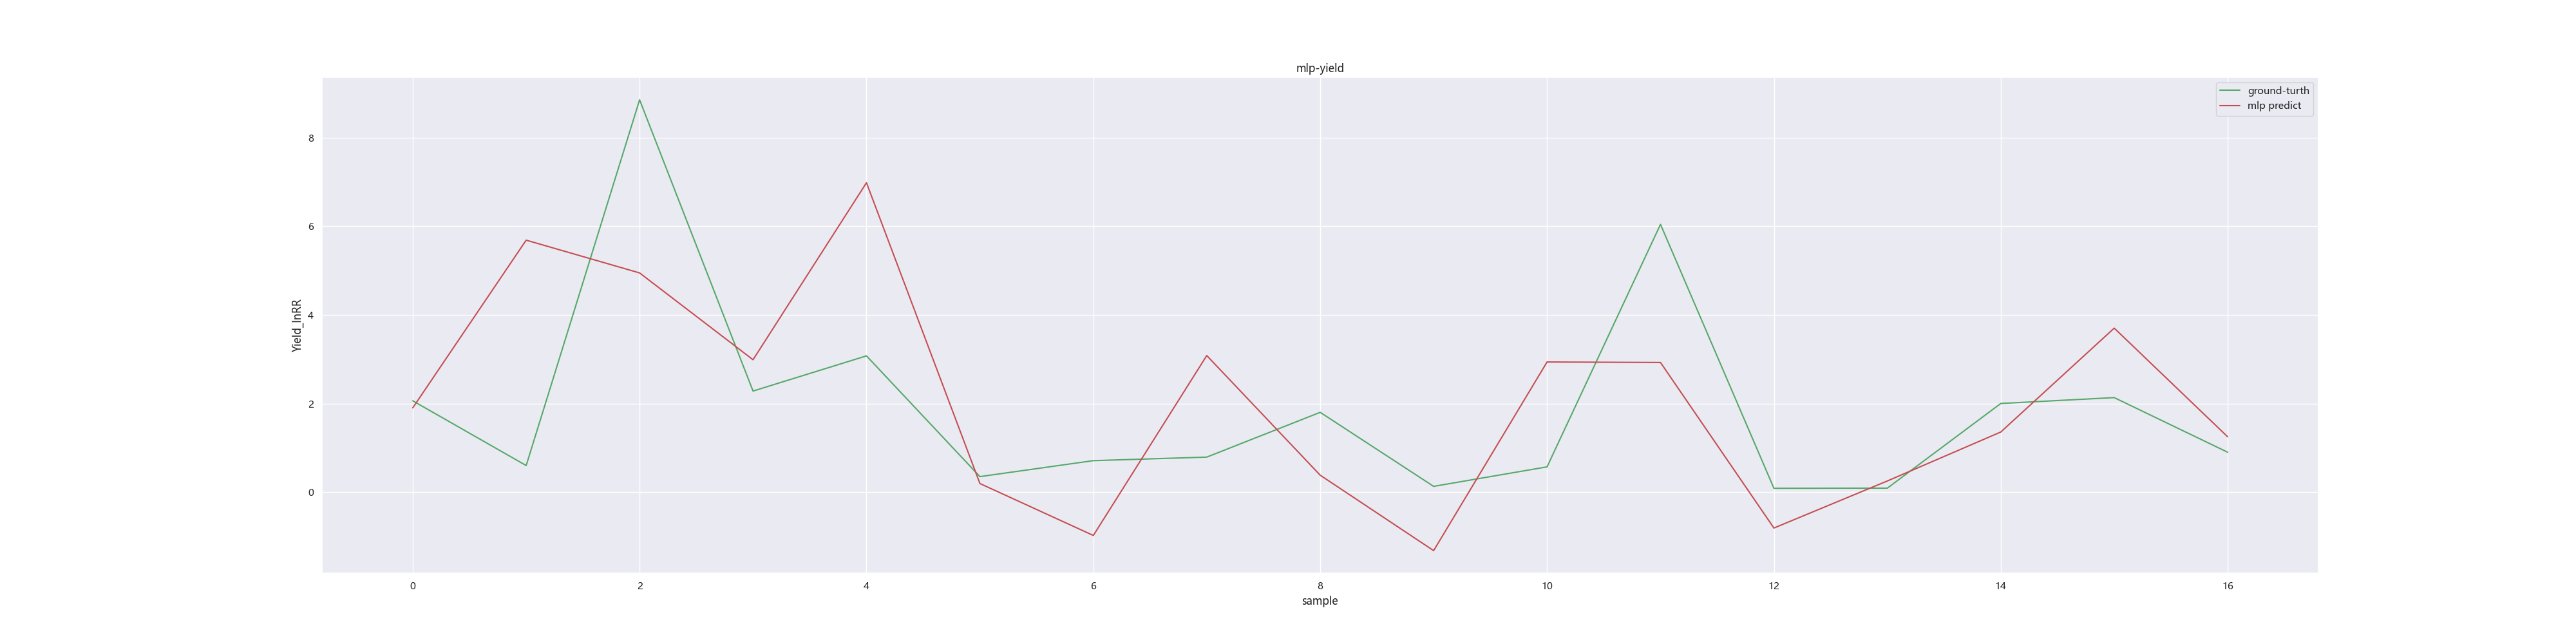 mlp-yield
ground-turth
mlp predict
8
6
4
2
0
Yield_lnRR
0 2 4 6 8 10 12 14 16
sample